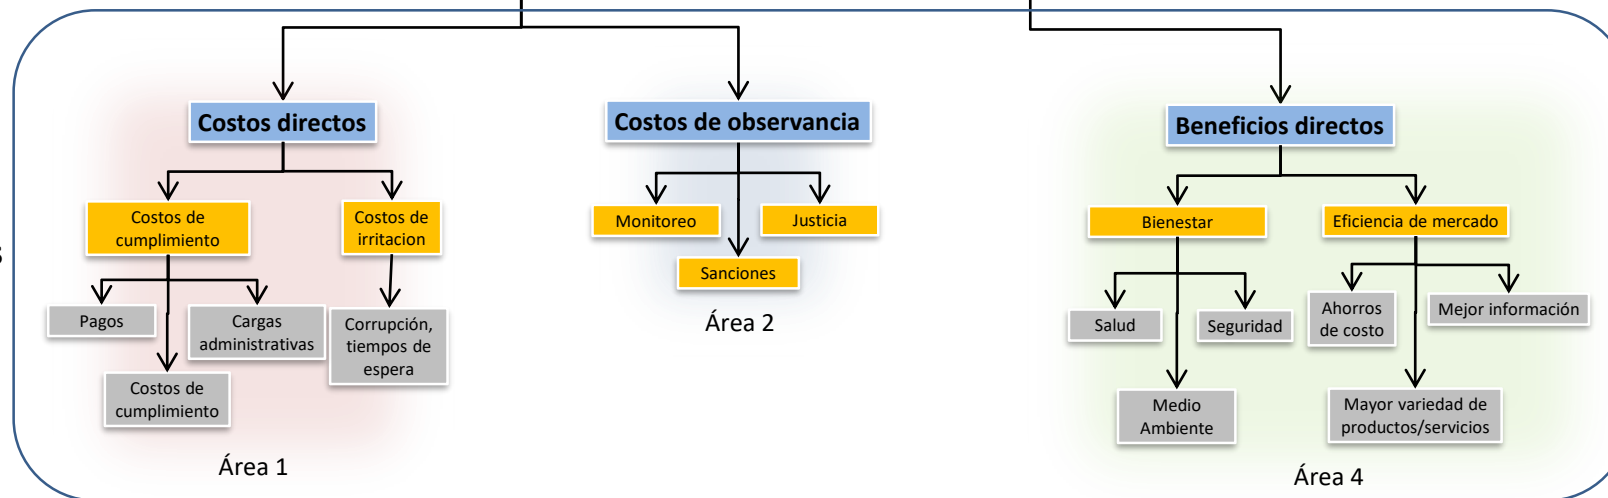 Costos directos
Costos de
cumplimiento
Costos de
irritacion
Pagos
Cargas
administrativas
Costos de
cumplimiento
Corrupción,
tiempos de
espera
Área 1
Costos de observancia
Monitoreo
Justicia
Sanciones
Área 2
Beneficios directos
Bienestar
Eficiencia de mercado
Salud
Seguridad
Medio
Ambiente
Ahorros
de costo
Mejor información
Mayor variedad de
productos/servicios
Área 4